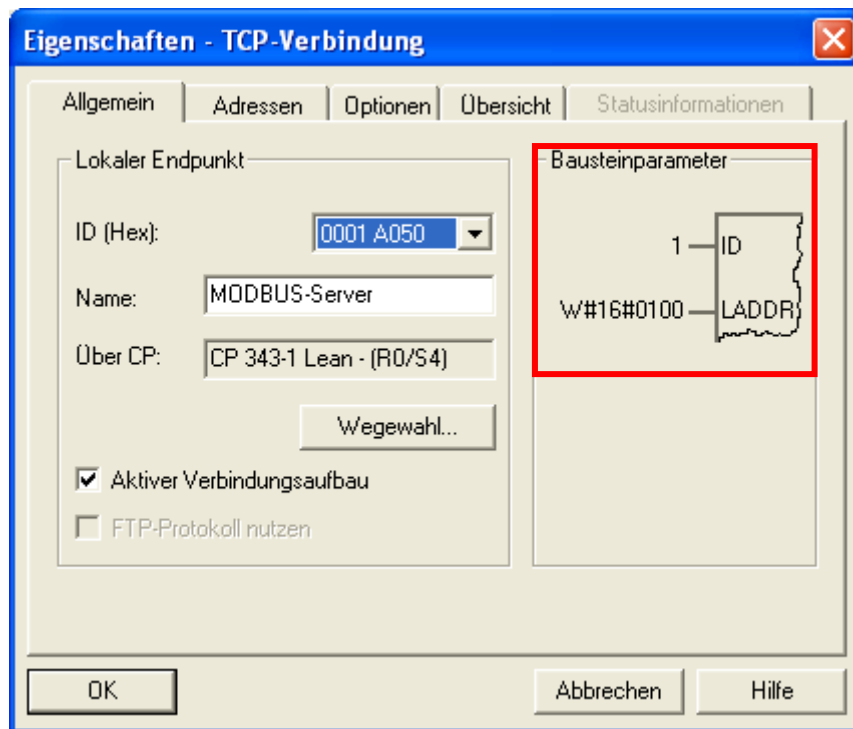 Eigenschaften - TCP-Verbindung
Allgemein Adressen Optionen Übersicht Statusinformationen
Lokaler Endpunkt
ID (Hex): 0001 A050
Name: MODBUS-Server
Über CP: CP 343-1 Lean - (R0/S4)
Wegewahl...
Aktiver Verbindungsaufbau
FTP-Protokoll nutzen
Bausteinparameter
1 ID
W#16#0100 LADDR
OK Abbrechen Hilfe